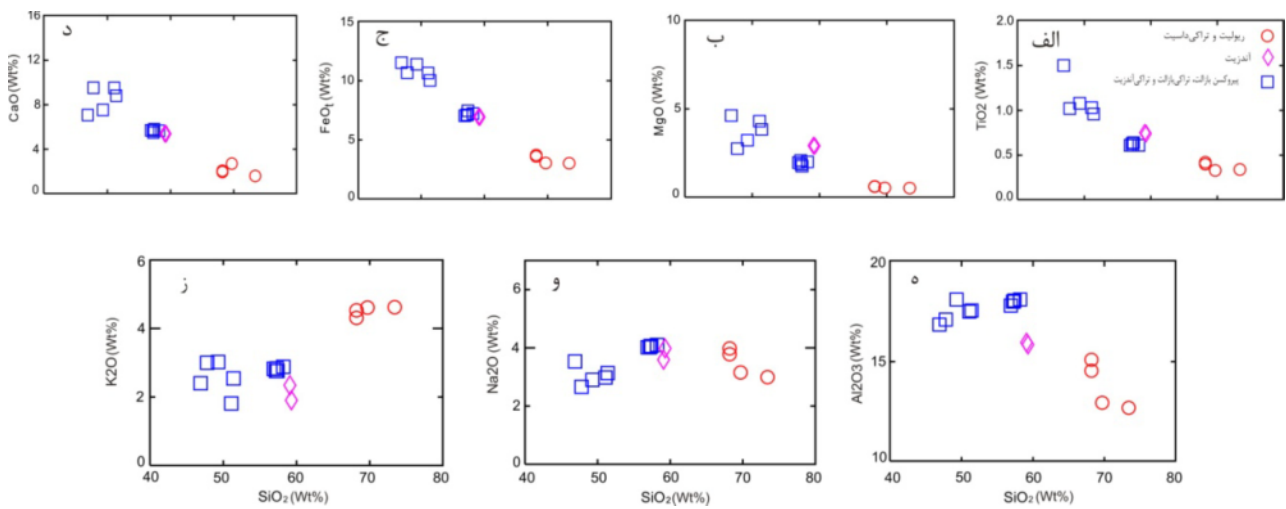 د
16
12
8
4
0
CaO (Wt%)
ج
15
10
5
0
FeOt (Wt%)
ب
10
5
0
MgO (Wt%)
الف
2.0
1.5
1.0
0.5
0.0
TiO2 (Wt%)
ریولیت و تراکی‌داسیت
آندزیت
پیروکسن بازالت، تراکی‌بازالت و تراکی‌آندزیت
ز
6
4
2
0
K2O (Wt%)
40 50 60 70 80
SiO₂ (Wt%)
و
6
4
2
0
Na2O (Wt%)
40 50 60 70 80
SiO₂ (Wt%)
ه
20
15
10
Al2O3 (Wt%)
40 50 60 70 80
SiO₂ (Wt%)